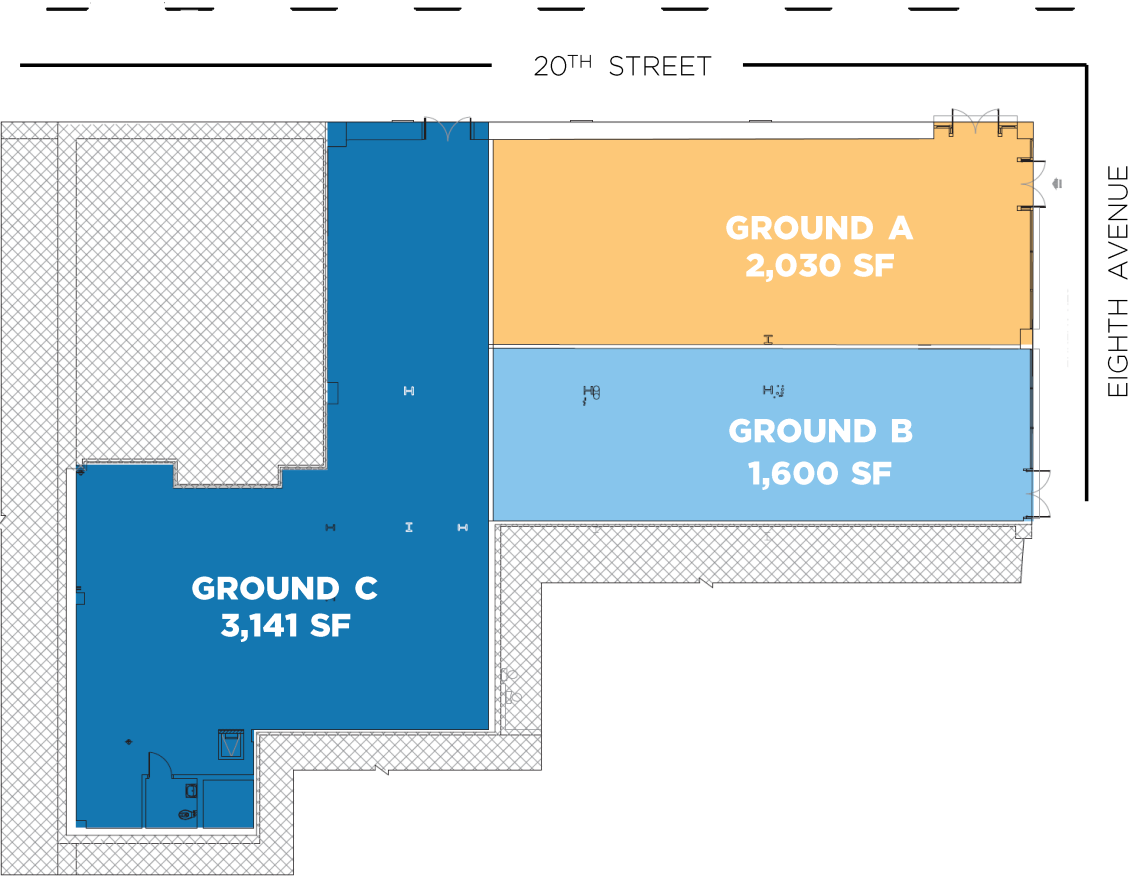 20TH STREET
EIGHTH AVENUE
GROUND A
2,030 SF
GROUND B
1,600 SF
GROUND C
3,141 SF